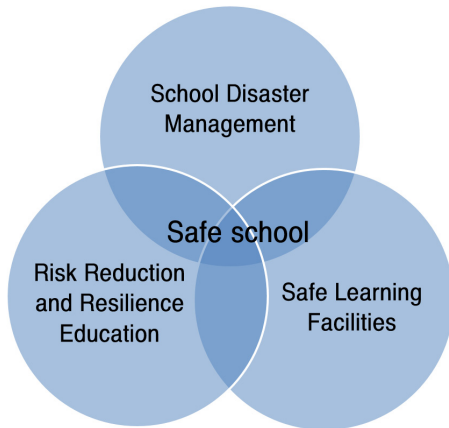 School Disaster
Management
Safe school
Risk Reduction
and Resilience
Education
Safe Learning
Facilities